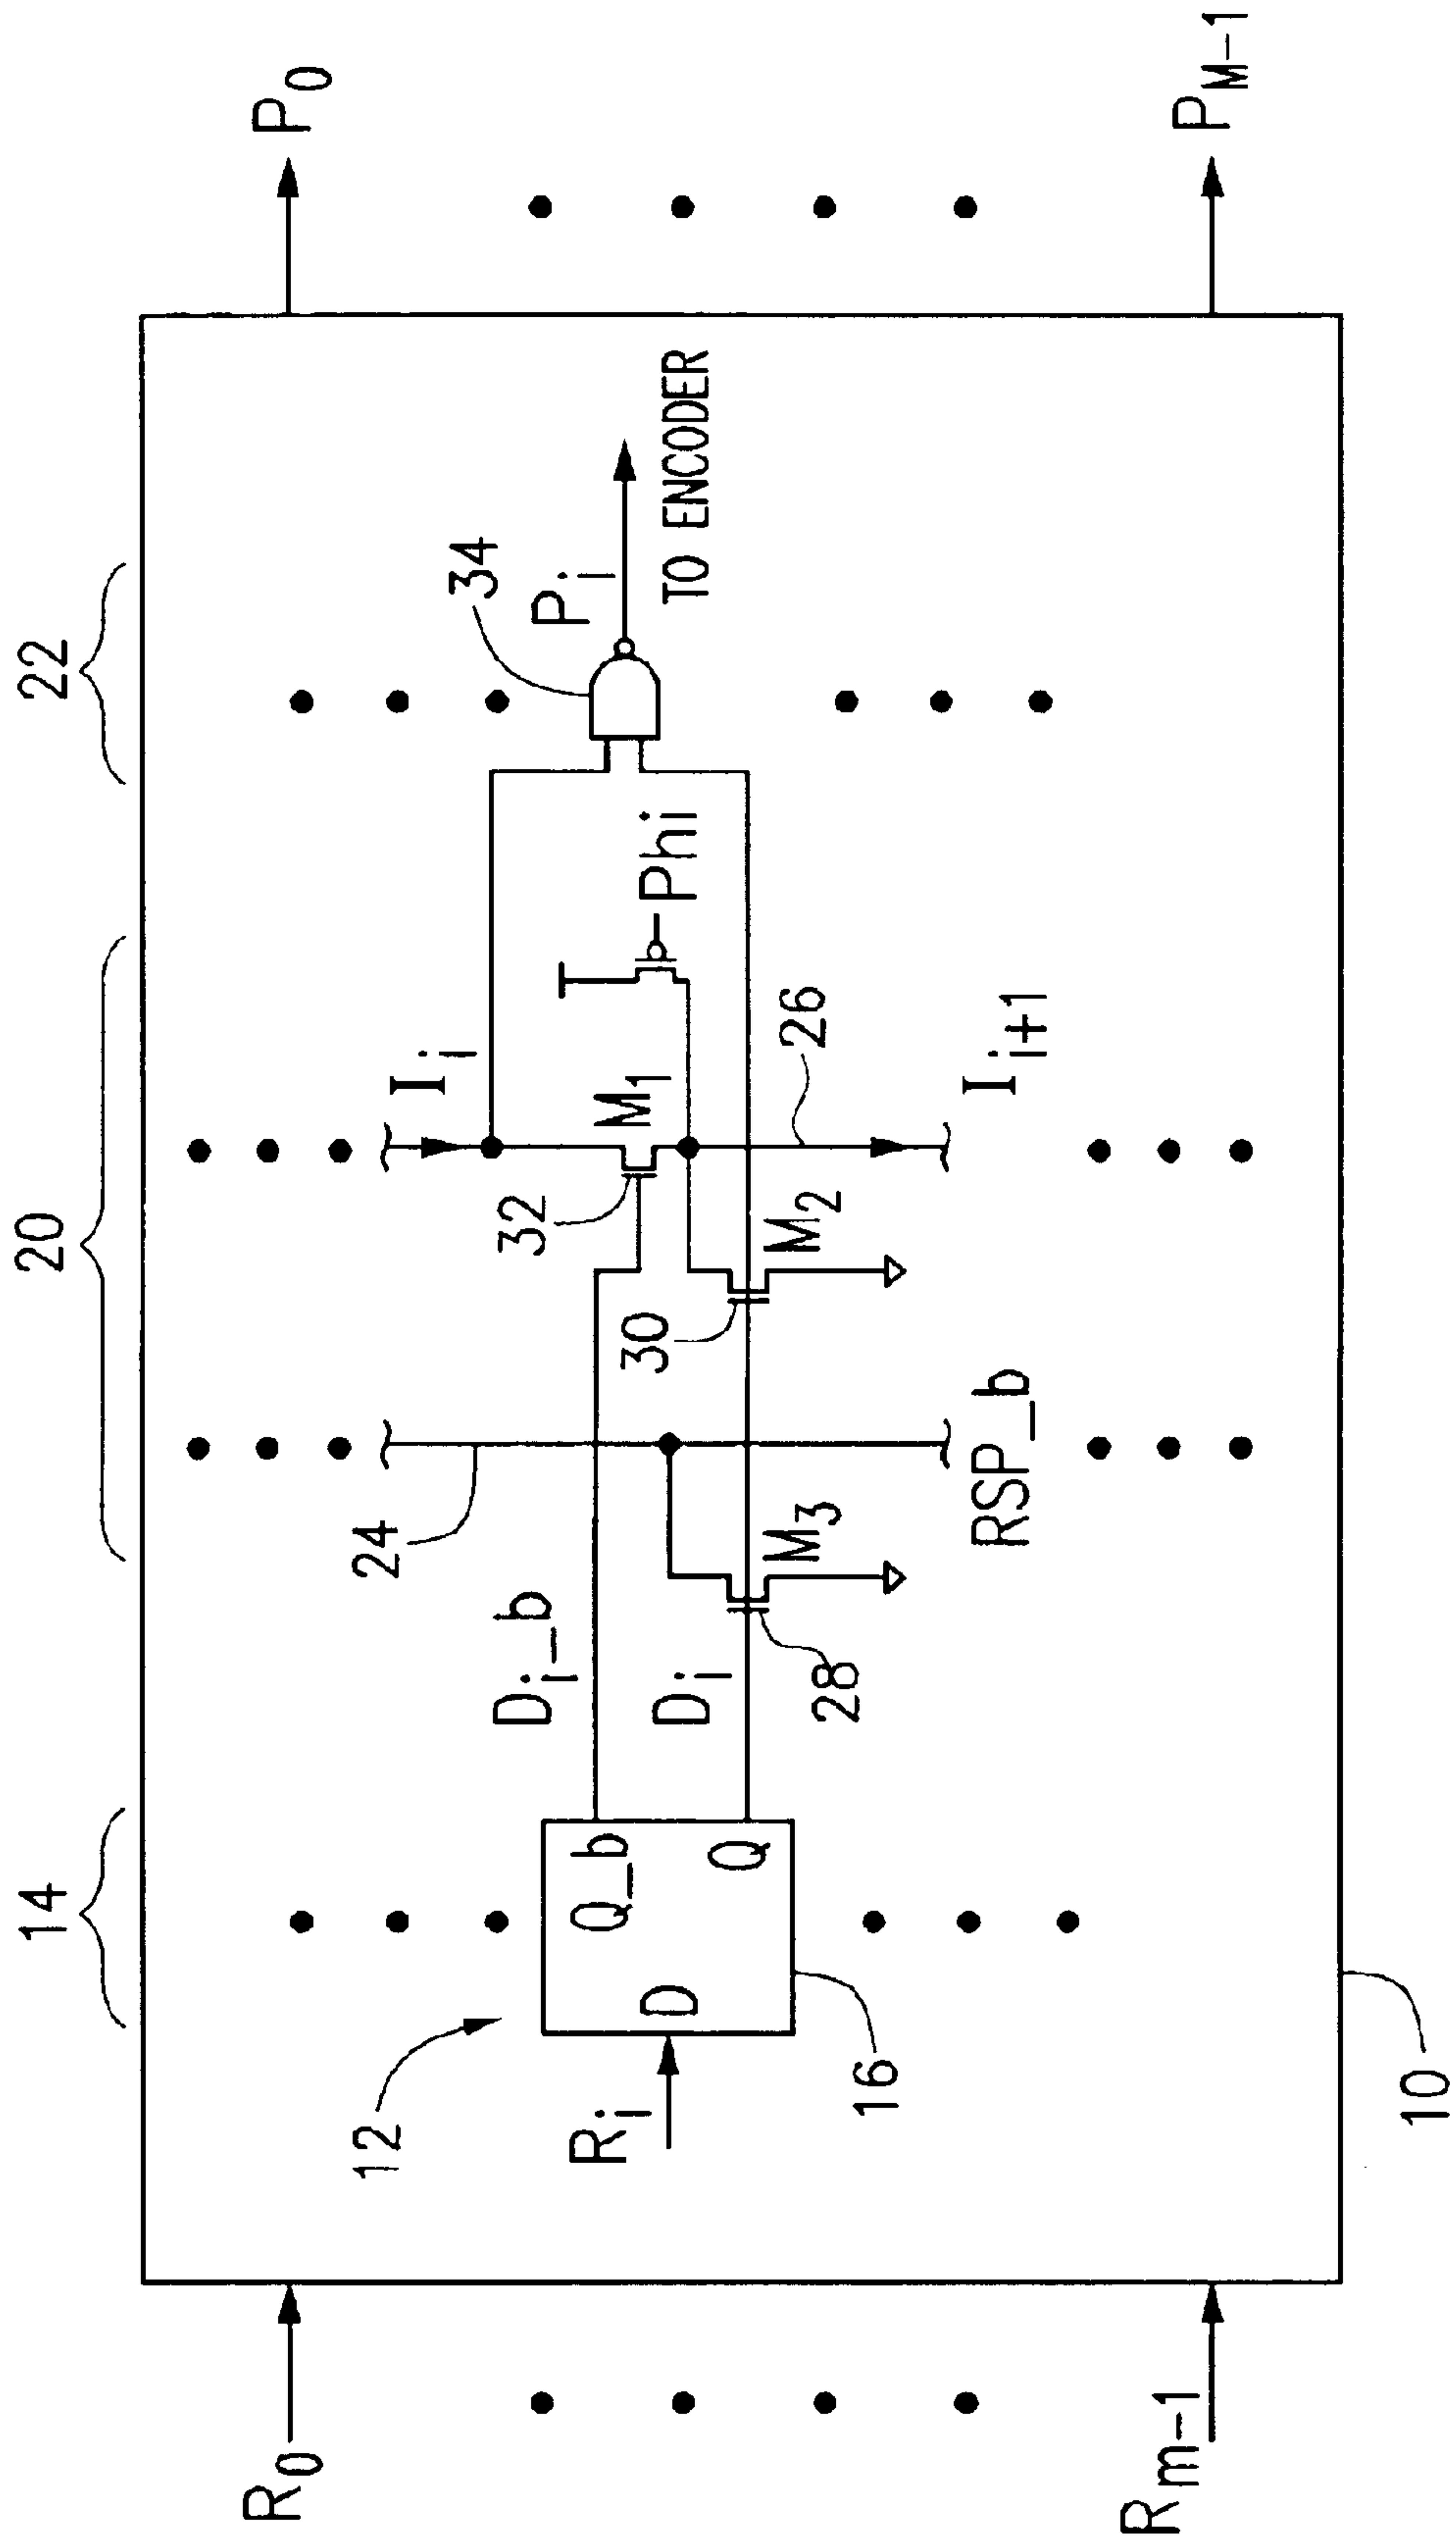 14
20
22
R0
Rm-1
12
Ri
D
Q_b
Q
16
Di_b
Di
24
28
M3
RSP_b
30
M2
32
M1
Ii
26
Ii+1
Phi
34
Pi
TO ENCODER
P0
PM-1
10